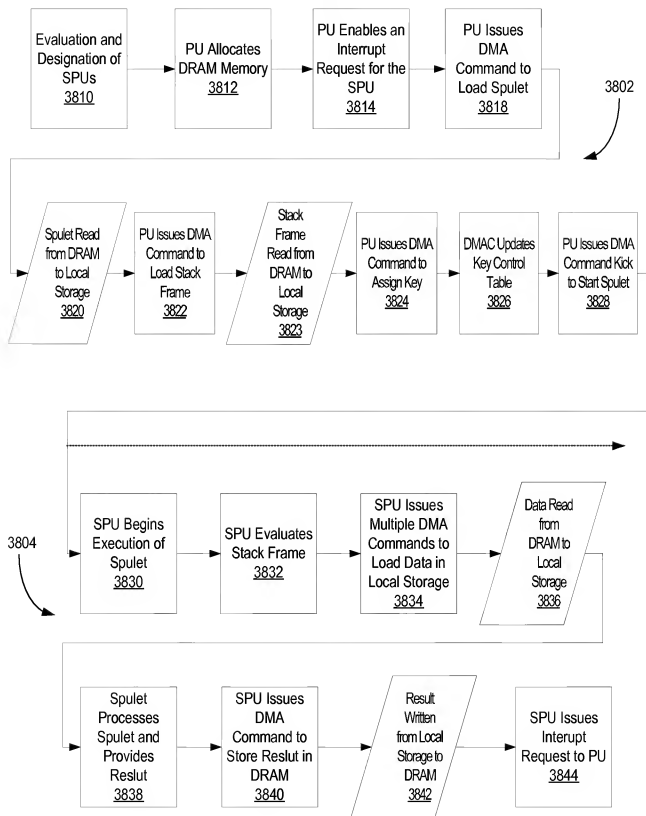 Evaluation and
Designation of
SPUs
3810
PU Allocates
DRAM Memory
3812
PU Enables an
Interrupt
Request for the
SPU
3814
PU Issues
DMA
Command to
Load Spulet
3818
3802
Spulet Read
from DRAM
to Local
Storage
3820
PU Issues DMA
Command to
Load Stack
Frame
3822
Stack
Frame
Read from
DRAM to
Local
Storage
3823
PU Issues DMA
Command to
Assign Key
3824
DMAC Updates
Key Control
Table
3826
PU Issues DMA
Command Kick
to Start Spulet
3828
3804
SPU Begins
Execution of
Spulet
3830
SPU Evaluates
Stack Frame
3832
SPU Issues
Multiple DMA
Commands to
Load Data in
Local Storage
3834
Data Read
from
DRAM to
Local
Storage
3836
Spulet
Processes
Spulet and
Provides
Reslut
3838
SPU Issues
DMA
Command to
Store Reslut in
DRAM
3840
Result
Written
from Local
Storage to
DRAM
3842
SPU Issues
Interupt
Request to PU
3844